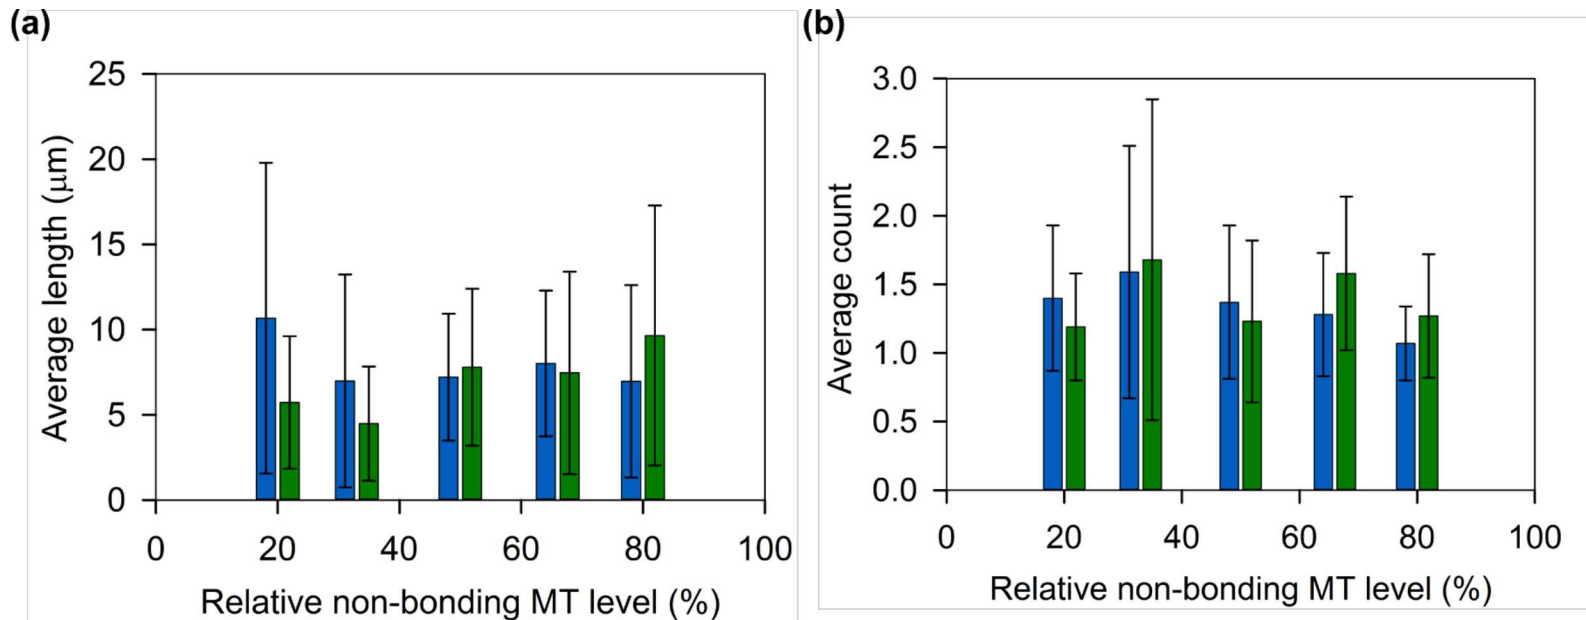 (a)
25
20
15
10
5
0
Average length (μm)
0 20 40 60 80 100
Relative non-bonding MT level (%)
(b)
3.0
2.5
2.0
1.5
1.0
0.5
0.0
Average count
0 20 40 60 80 100
Relative non-bonding MT level (%)